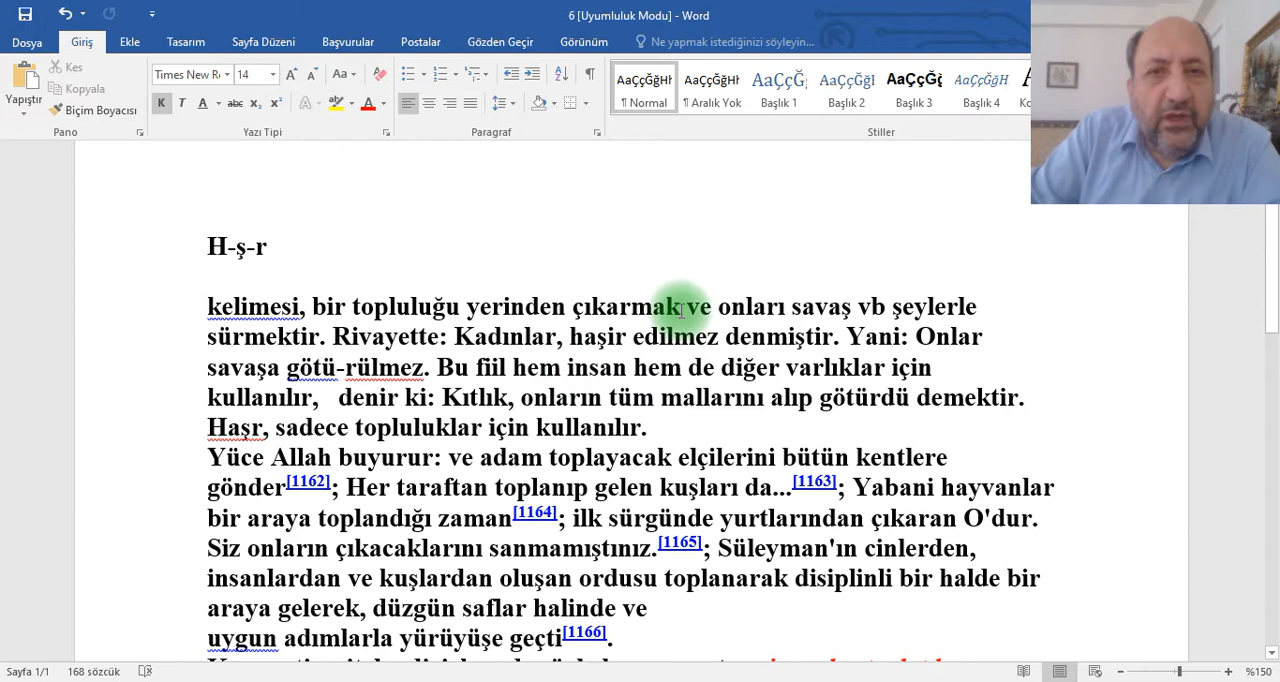 6 [Uyumluluk Modu] - Word
Dosya Giriş Ekle Tasarım Sayfa Düzeni Başvurular Postalar Gözden Geçir Görünüm Ne yapmak istediğinizi söyleyin...
Yapıştır
Kes
Kopyala
Biçim Boyacısı
Times New Ro 14
Aa
K T A abc x₂ x² A A
AaÇçĞğHł AaÇçĞğHł AaÇçĞ AaÇçĞğI AaÇçĞğ AaÇçĞğH
¶ Normal ¶ Aralık Yok Başlık 1 Başlık 2 Başlık 3 Başlık 4
Pano Yazı Tipi Paragraf Stiller
H-ş-r
kelimesi, bir topluluğu yerinden çıkarmak ve onları savaş vb şeylerle
sürmektir. Rivayette: Kadınlar, haşir edilmez denmiştir. Yani: Onlar
savaşa götü-rülmez. Bu fiil hem insan hem de diğer varlıklar için
kullanılır, denir ki: Kıtlık, onların tüm mallarını alıp götürdü demektir.
Haşr, sadece topluluklar için kullanılır.
Yüce Allah buyurur: ve adam toplayacak elçilerini bütün kentlere
gönder[1162]; Her taraftan toplanıp gelen kuşları da...[1163]; Yabani hayvanlar
bir araya toplandığı zaman[1164]; ilk sürgünde yurtlarından çıkaran O'dur.
Siz onların çıkacaklarını sanmamıştınız.[1165]; Süleyman'ın cinlerden,
insanlardan ve kuşlardan oluşan ordusu toplanarak disiplinli bir halde bir
araya gelerek, düzgün saflar halinde ve
uygun adımlarla yürüyüşe geçti[1166].
Sayfa 1/1 168 sözcük %150